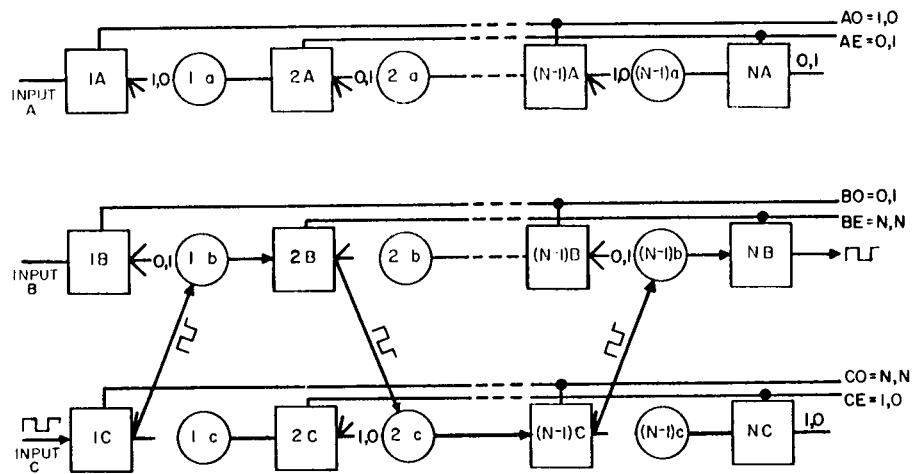 AO=1,0
AE=0,1
1A 1,0 1 a 2A 0,1 2 a (N-1)A 1,0 (N-1)a NA 0,1
INPUT
A
BO=0,1
BE=N,N
1B 0,1 1 b 2B 2 b (N-1)B 0,1 (N-1)b NB
INPUT
B
CO=N,N
CE=1,0
1C 1 c 2C 1,0 2 c (N-1)C (N-1)c NC 1,0
INPUT
C